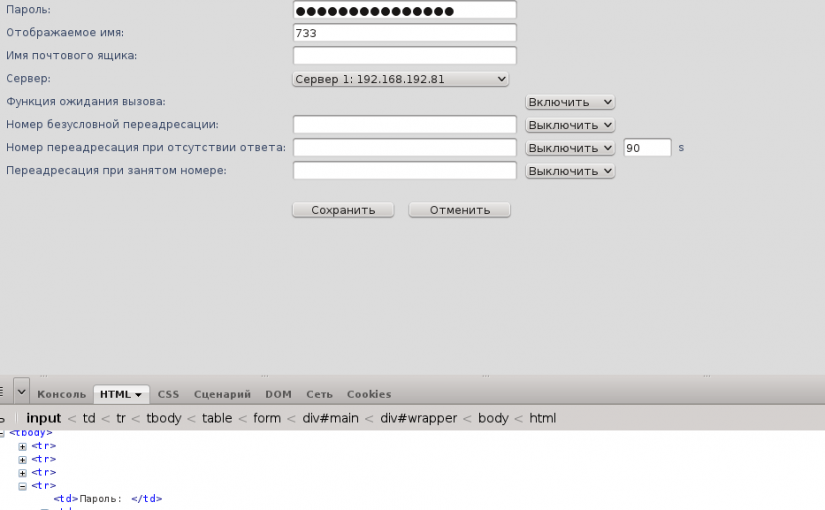 Пароль: ●●●●●●●●●●●●●●●
Отображаемое имя: 733
Имя почтового ящика:
Сервер: Сервер 1: 192.168.192.81
Функция ожидания вызова: Включить
Номер безусловной переадресации: Выключить
Номер переадресация при отсутствии ответа: Выключить 90 s
Переадресация при занятом номере: Выключить
Сохранить Отменить
Консоль HTML CSS Сценарий DOM Сеть Cookies
input < td < tr < tbody < table < form < div#main < div#wrapper < body < html
<tbody>
<tr>
<tr>
<tr>
<tr>
<td>Пароль: </td>